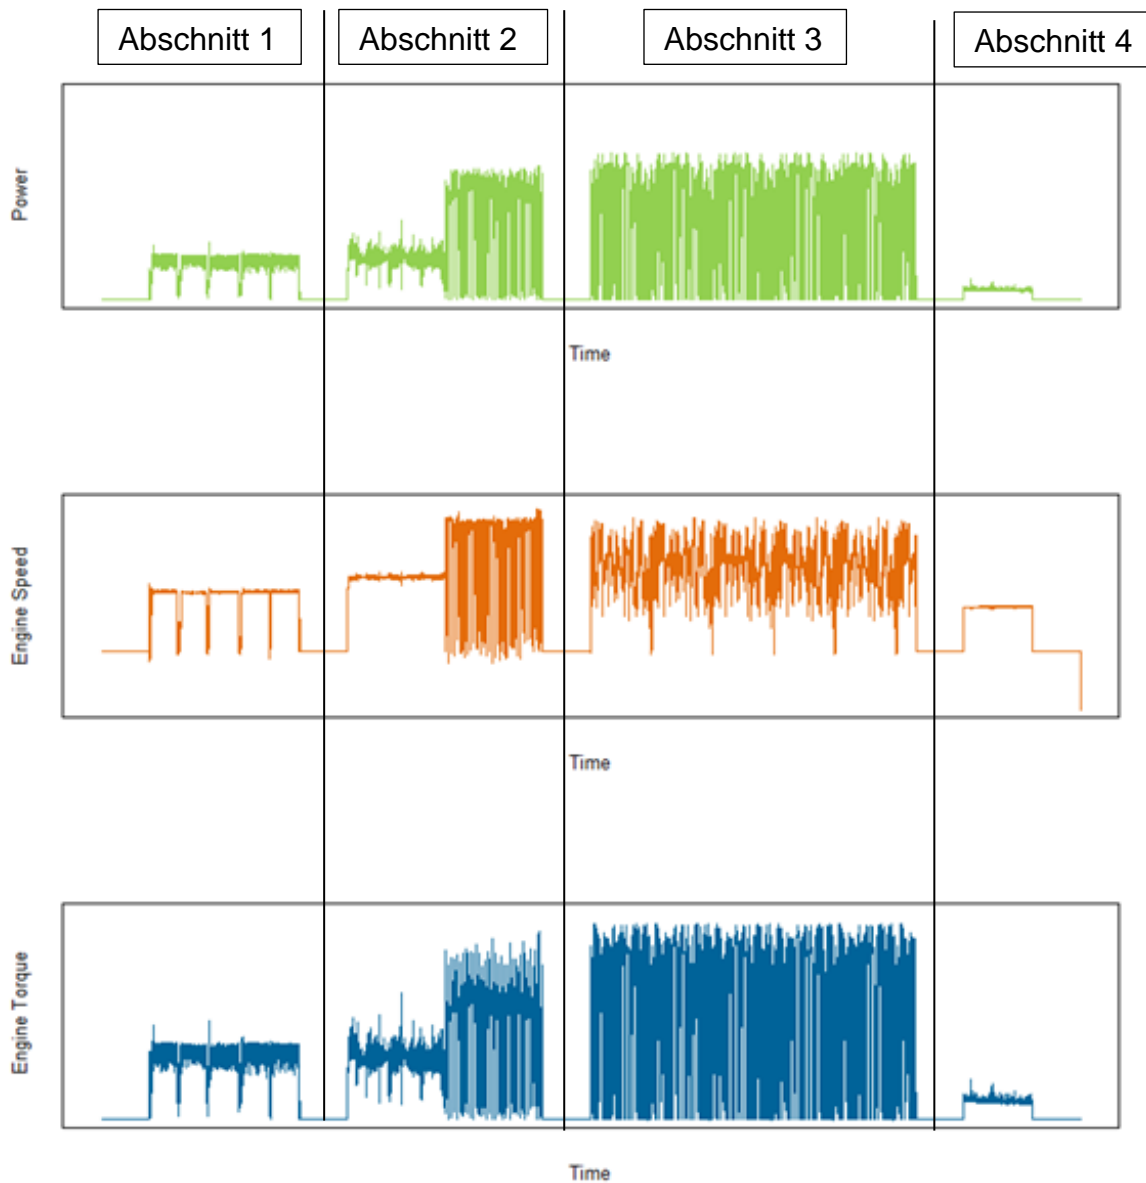 Abschnitt 1
Abschnitt 2
Abschnitt 3
Abschnitt 4
Power
Time
Engine Speed
Time
Engine Torque
Time